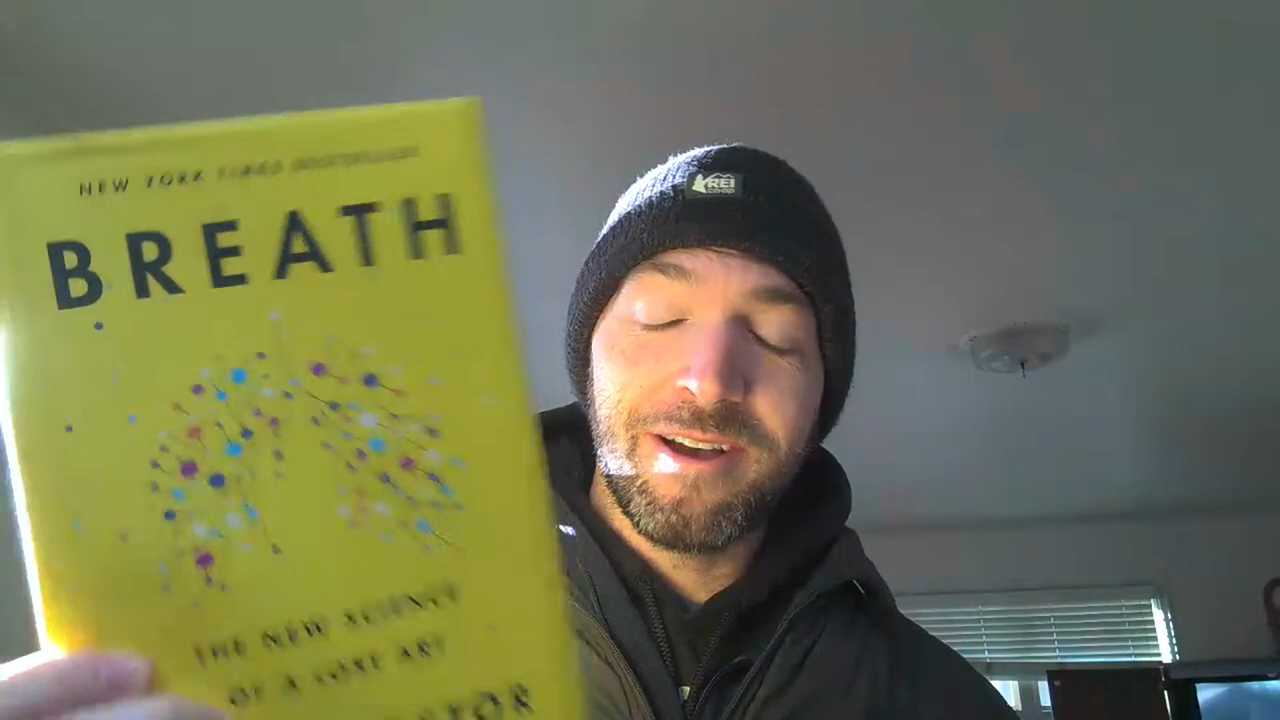 NEW YORK TIMES BESTSELLER
BREATH
THE NEW SCIENCE
OF A LOST ART
REI
co-op